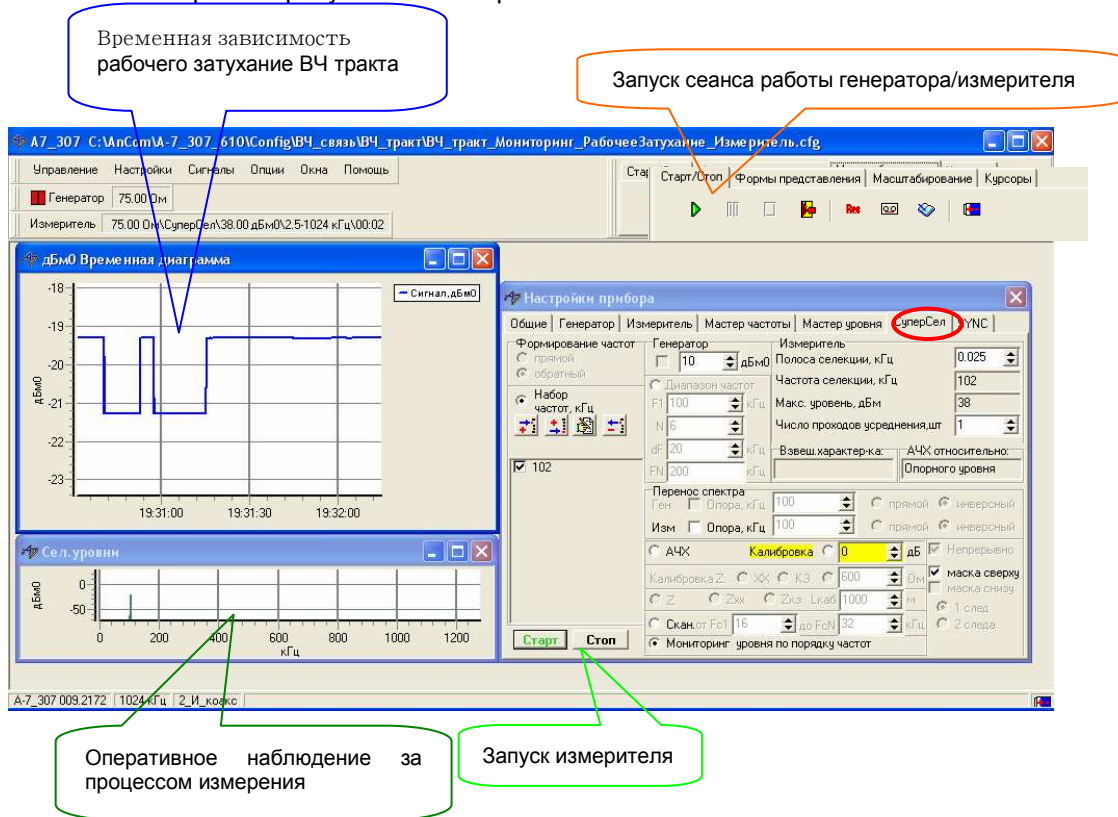 Временная зависимость
рабочего затухание ВЧ тракта
Запуск сеанса работы генератора/измерителя
A7_307 C:\AnCom\A-7_307_610\Config\ВЧ_связь\ВЧ_тракт\ВЧ_тракт_Мониторинг_РабочееЗатухание_Измеритель.cfg
Управление Настройки Сигналы Опции Окна Помощь
Старт/Стоп Формы представления Масштабирование Курсоры
Генератор 75.00 Ом
Res
Измеритель 75.00 Ом\СуперСел\38.00 дБм0\2.5-1024 кГц\00:02
дБм0 Временная диаграмма
Сигнал,дБм0
-18
-19
-20
-21
-22
-23
дБм0
19:31:00 19:31:30 19:32:00
Сел.уровни
дБм0
0
-50
0 200 400 600 800 1000 1200
кГц
Настройки прибора
Общие Генератор Измеритель Мастер частоты Мастер уровня СуперСел SYNC
Формирование частот
прямой
обратный
Набор
частот, кГц
102
Старт Стоп
Генератор
10 дБм0
Диапазон частот
F1 100 кГц
N 6
dF 20 кГц
FN 200 кГц
Измеритель
Полоса селекции, кГц 0.025
Частота селекции, кГц 102
Макс. уровень, дБм 38
Число проходов усреднения,шт 1
Взвеш.характер-ка: АЧХ относительно:
Опорного уровня
Перенос спектра
Ген Опора, кГц 100 прямой инверсный
Изм Опора, кГц 100 прямой инверсный
АЧХ Калибровка 0 дБ Непрерывно
Калибровка Z: XX КЗ 600 Ом маска сверху
маска снизу
Z Zxx Zкз Lкаб 1000 м 1 след
Скан.от Fc1 16 до FcN 32 кГц 2 следа
Мониторинг уровня по порядку частот
A-7_307 009.2172 1024 кГц 2_И_коакс
Оперативное наблюдение за
процессом измерения
Запуск измерителя